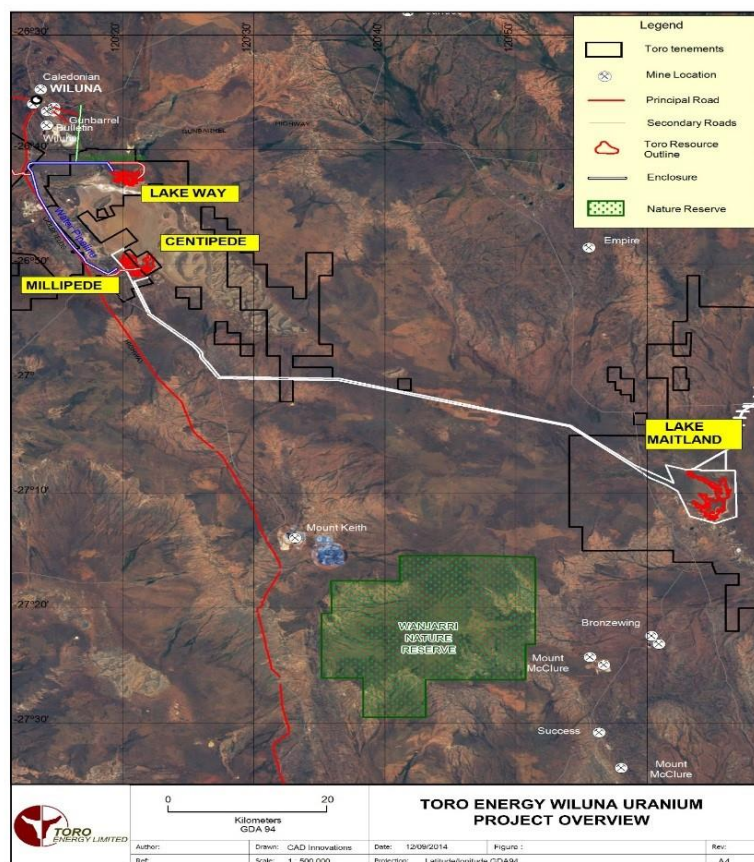 120°20'
120°30'
120°40'
120°50'
-26°30'
-26°40'
-26°50'
-27°
-27°10'
-27°20'
-27°30'
Caledonian
WILUNA
Gunbarrel
Bulletin
Wiluna
HIGHWAY
LAKE WAY
CENTIPEDE
MILLIPEDE
Water Pipeline
Empire
LAKE
MAITLAND
Mount Keith
WANJARRI
NATURE
RESERVE
Bronzewing
Mount
McClure
Success
Mount
McClure
Legend
Toro tenements
Mine Location
Principal Road
Secondary Roads
Toro Resource
Outline
Enclosure
Nature Reserve
TORO
ENERGY LIMITED
0 20
Kilometers
GDA 94
TORO ENERGY WILUNA URANIUM
PROJECT OVERVIEW
Author: Drawn: CAD Innovations Date: 12/09/2014 Figure : Rev:
Ref: Scale: 1 : 500,000 Projection: Latitude/longitude GDA94 A4